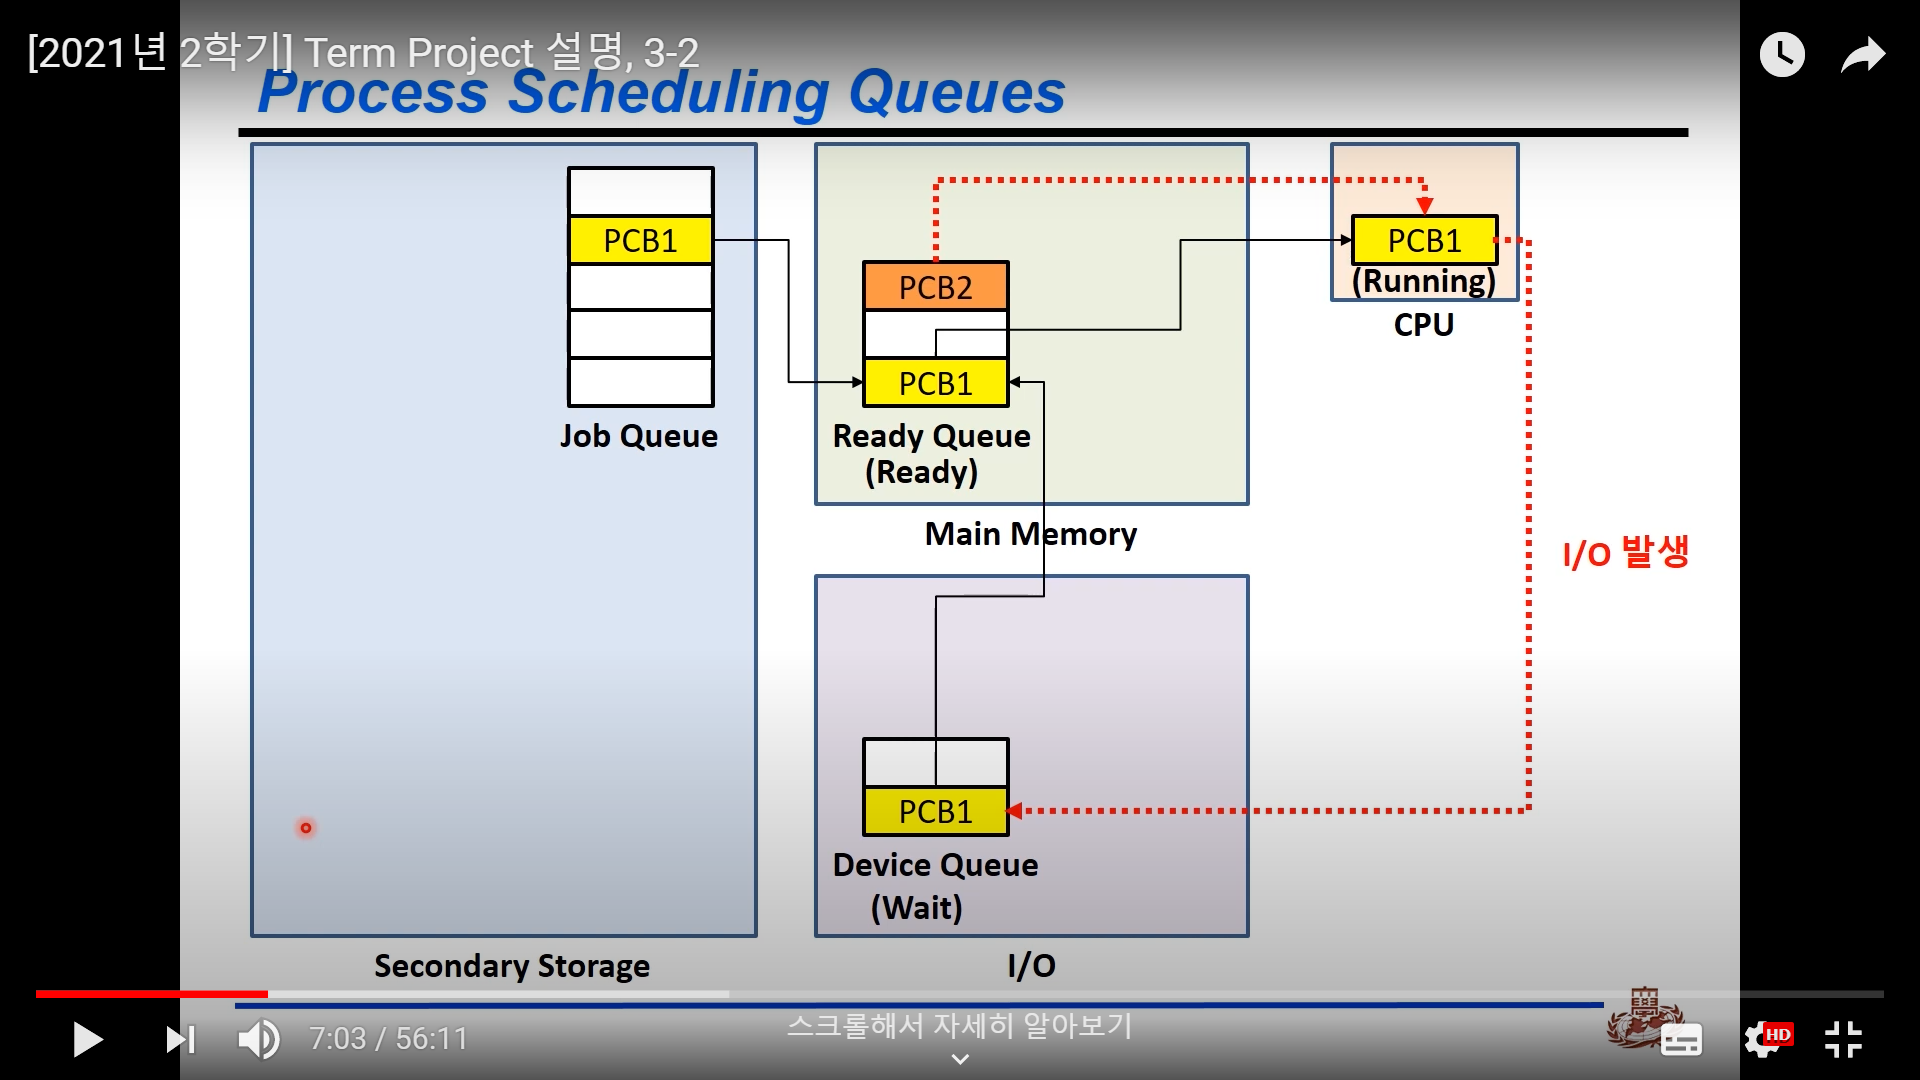 [2021년 2학기] Term Project 설명, 3-2
Process Scheduling Queues
PCB1
Job Queue
Secondary Storage
PCB2
PCB1
Ready Queue
(Ready)
Main Memory
PCB1
(Running)
CPU
I/O 발생
PCB1
Device Queue
(Wait)
I/O
7:03 / 56:11
스크롤해서 자세히 알아보기
HD